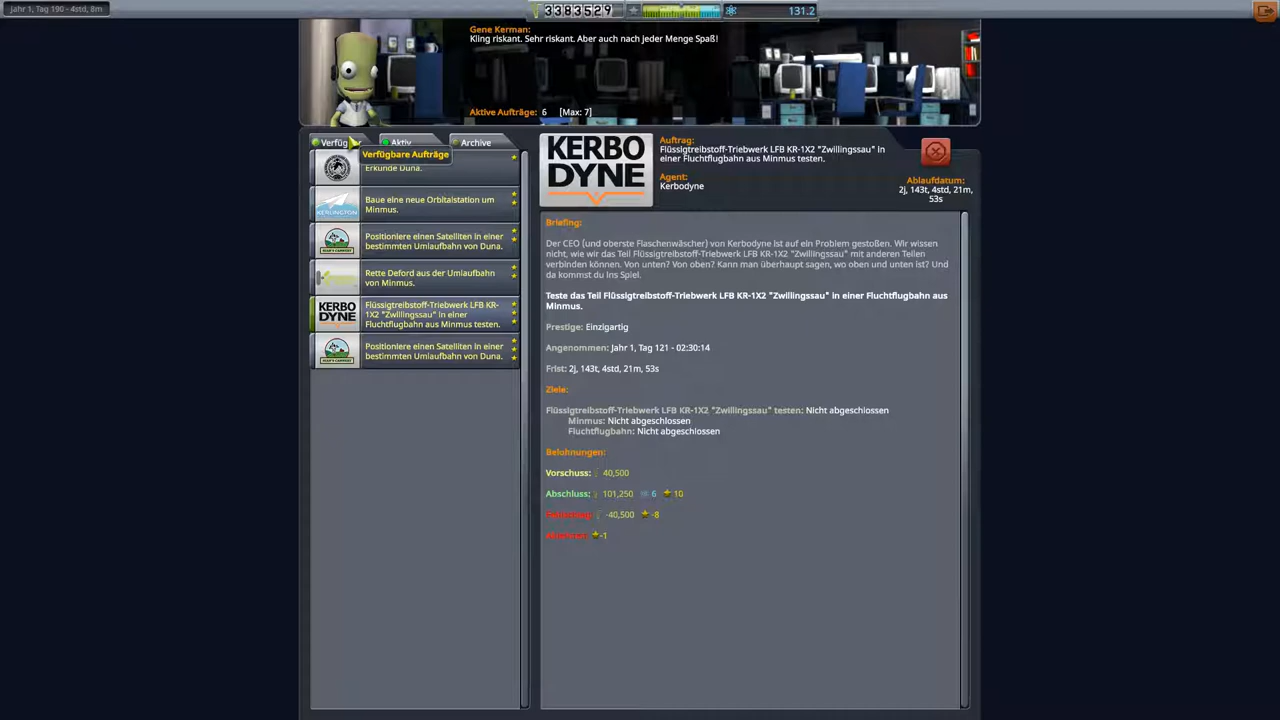 Jahr 1, Tag 190 - 4std, 8m
3383529
131.2
Gene Kerman:
Kling riskant. Sehr riskant. Aber auch nach jeder Menge Spaß!
Aktive Aufträge: 6 [Max: 7]
Aktiv
Archive
Verfügbare Aufträge
Erkunde Duna.
KERLINGTON
Baue eine neue Orbitalstation um
Minmus.
Positioniere einen Satelliten in einer
bestimmten Umlaufbahn von Duna.
Rette Deford aus der Umlaufbahn
von Minmus.
KERBO
DYNE
Flüssigtreibstoff-Triebwerk LFB KR-
1X2 "Zwillingssau" in einer
Fluchtflugbahn aus Minmus testen.
Positioniere einen Satelliten in einer
bestimmten Umlaufbahn von Duna.
KERBO
DYNE
Auftrag:
Flüssigtreibstoff-Triebwerk LFB KR-1X2 "Zwillingssau" in
einer Fluchtflugbahn aus Minmus testen.
Agent:
Kerbodyne
Ablaufdatum:
2j, 143t, 4std, 21m,
53s
Briefing:
Der CEO (und oberste Flaschenwäscher) von Kerbodyne ist auf ein Problem gestoßen. Wir wissen
nicht, wie wir das Teil Flüssigtreibstoff-Triebwerk LFB KR-1X2 "Zwillingssau" mit anderen Teilen
verbinden können. Von unten? Von oben? Kann man überhaupt sagen, wo oben und unten ist? Und
da kommst du ins Spiel.
Teste das Teil Flüssigtreibstoff-Triebwerk LFB KR-1X2 "Zwillingssau" in einer Fluchtflugbahn aus
Minmus.
Prestige: Einzigartig
Angenommen: Jahr 1, Tag 121 - 02:30:14
Frist: 2j, 143t, 4std, 21m, 53s
Ziele:
Flüssigtreibstoff-Triebwerk LFB KR-1X2 "Zwillingssau" testen: Nicht abgeschlossen
Minmus: Nicht abgeschlossen
Fluchtflugbahn: Nicht abgeschlossen
Belohnungen:
Vorschuss: 40,500
Abschluss: 101,250 6 10
-40,500 -8
-1